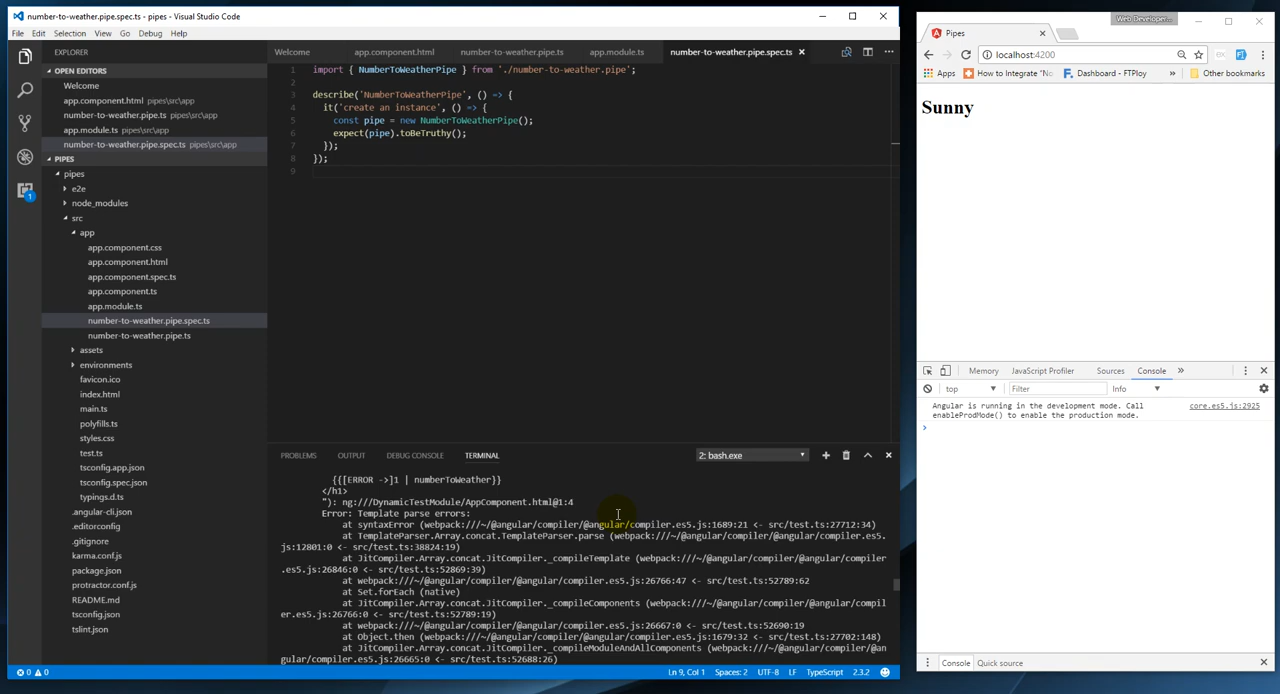 number-to-weather.pipe.spec.ts - pipes - Visual Studio Code
File Edit Selection View Go Debug Help
EXPLORER
OPEN EDITORS
Welcome
app.component.html pipes\src\app
number-to-weather.pipe.ts pipes\src\app
app.module.ts pipes\src\app
number-to-weather.pipe.spec.ts pipes\src\app
PIPES
pipes
e2e
node_modules
src
app
app.component.css
app.component.html
app.component.spec.ts
app.component.ts
app.module.ts
number-to-weather.pipe.spec.ts
number-to-weather.pipe.ts
assets
environments
favicon.ico
index.html
main.ts
polyfills.ts
styles.css
test.ts
tsconfig.app.json
tsconfig.spec.json
typings.d.ts
.angular-cli.json
.editorconfig
.gitignore
karma.conf.js
package.json
protractor.conf.js
README.md
tsconfig.json
tslint.json
1
Welcome app.component.html number-to-weather.pipe.ts app.module.ts number-to-weather.pipe.spec.ts
1 import { NumberToWeatherPipe } from './number-to-weather.pipe';
2
3 describe('NumberToWeatherPipe', () => {
4 it('create an instance', () => {
5 const pipe = new NumberToWeatherPipe();
6 expect(pipe).toBeTruthy();
7 });
8 });
9
PROBLEMS OUTPUT DEBUG CONSOLE TERMINAL 2: bash.exe
{{[ERROR ->]1 | numberToWeather}}
</h1>
"): ng:///DynamicTestModule/AppComponent.html@1:4
Error: Template parse errors:
at syntaxError (webpack:///~/@angular/compiler/@angular/compiler.es5.js:1689:21 <- src/test.ts:27712:34)
at TemplateParser.Array.concat.TemplateParser.parse (webpack:///~/@angular/compiler/@angular/compiler.es5.
js:12801:0 <- src/test.ts:38824:19)
at JitCompiler.Array.concat.JitCompiler._compileTemplate (webpack:///~/@angular/compiler/@angular/compiler
.es5.js:26846:0 <- src/test.ts:52869:39)
at webpack:///~/@angular/compiler/@angular/compiler.es5.js:26766:47 <- src/test.ts:52789:62
at Set.forEach (native)
at JitCompiler.Array.concat.JitCompiler._compileComponents (webpack:///~/@angular/compiler/@angular/compil
er.es5.js:26766:0 <- src/test.ts:52789:19)
at webpack:///~/@angular/compiler/@angular/compiler.es5.js:26667:0 <- src/test.ts:52690:19
at Object.then (webpack:///~/@angular/compiler/@angular/compiler.es5.js:1679:32 <- src/test.ts:27702:148)
at JitCompiler.Array.concat.JitCompiler._compileModuleAndAllComponents (webpack:///~/@angular/compiler/@an
gular/compiler.es5.js:26665:0 <- src/test.ts:52688:26)
0 0 Ln 9, Col 1 Spaces: 2 UTF-8 LF TypeScript 2.3.2
Web Developer...
Pipes
localhost:4200
Apps How to Integrate "No Dashboard - FTPloy » Other bookmarks
Sunny
Memory JavaScript Profiler Sources Console »
top Filter Info
Angular is running in the development mode. Call core.es5.js:2925
enableProdMode() to enable the production mode.
Console Quick source